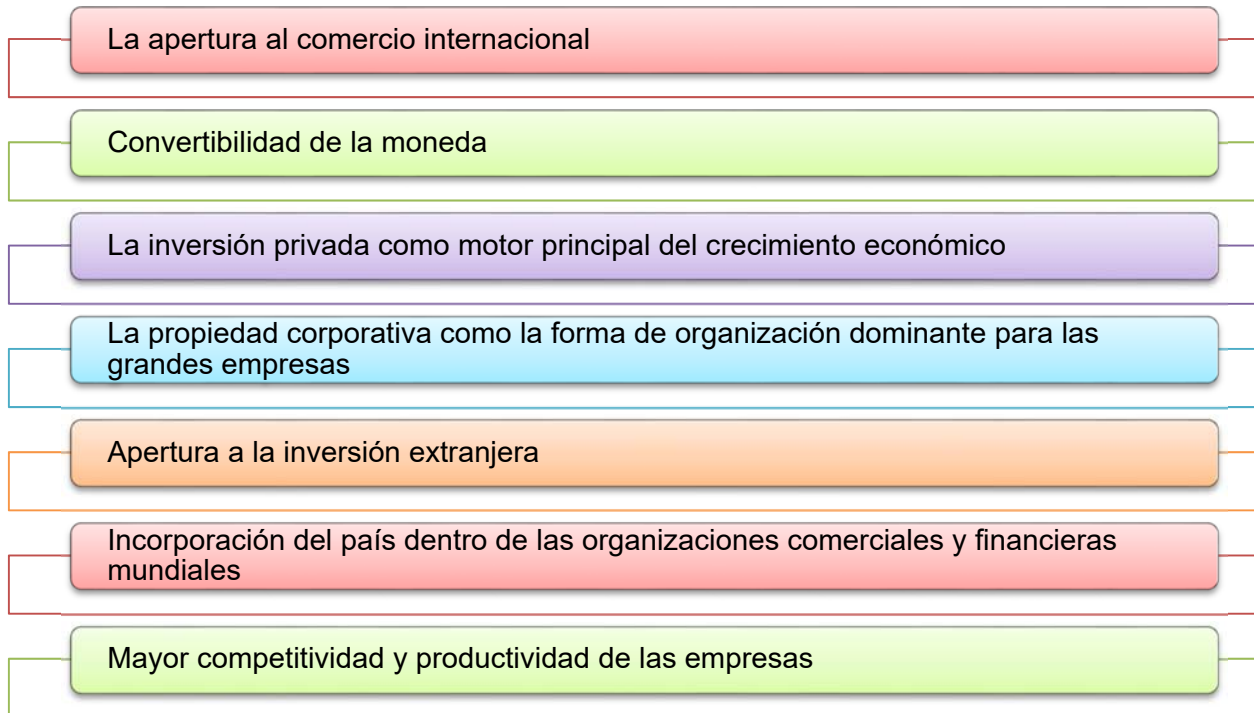 La apertura al comercio internacional
Convertibilidad de la moneda
La inversión privada como motor principal del crecimiento económico
La propiedad corporativa como la forma de organización dominante para las
grandes empresas
Apertura a la inversión extranjera
Incorporación del país dentro de las organizaciones comerciales y financieras
mundiales
Mayor competitividad y productividad de las empresas